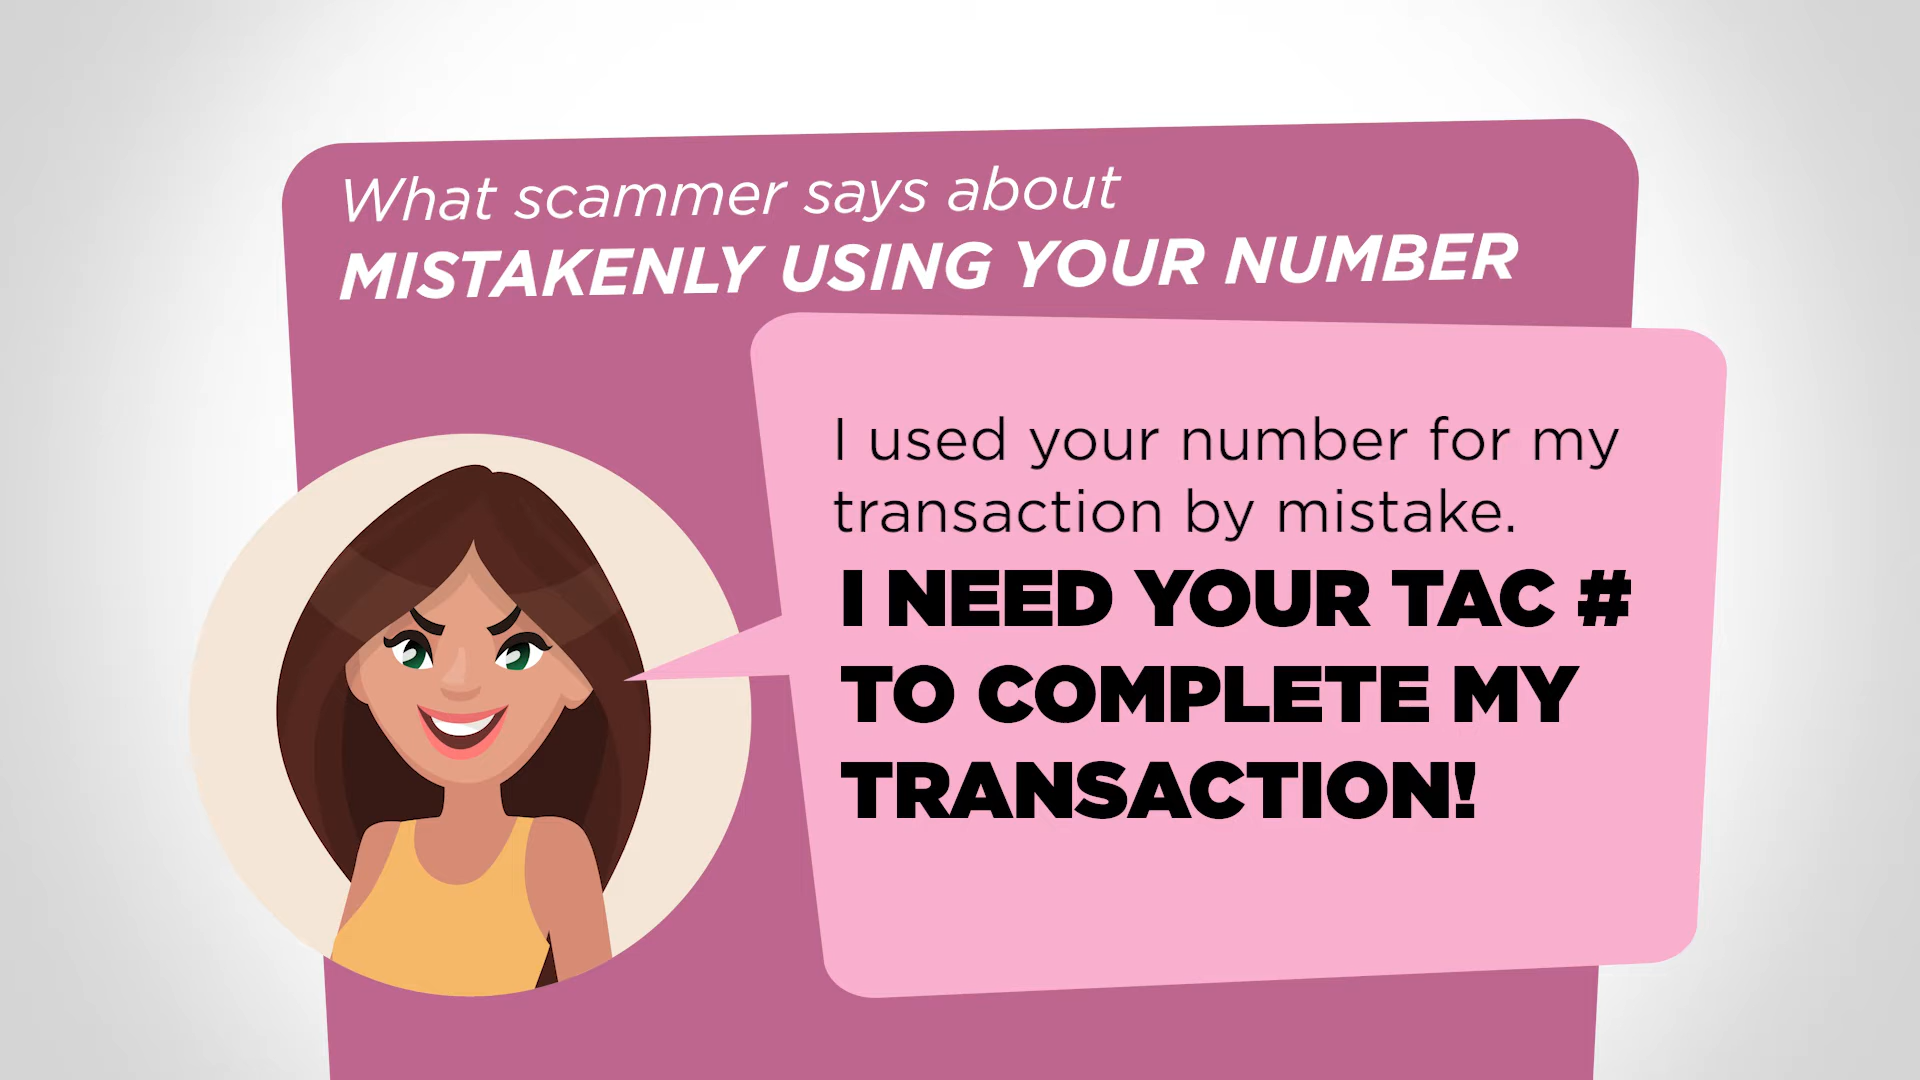 What scammer says about
MISTAKENLY USING YOUR NUMBER
I used your number for my
transaction by mistake.
I NEED YOUR TAC #
TO COMPLETE MY
TRANSACTION!